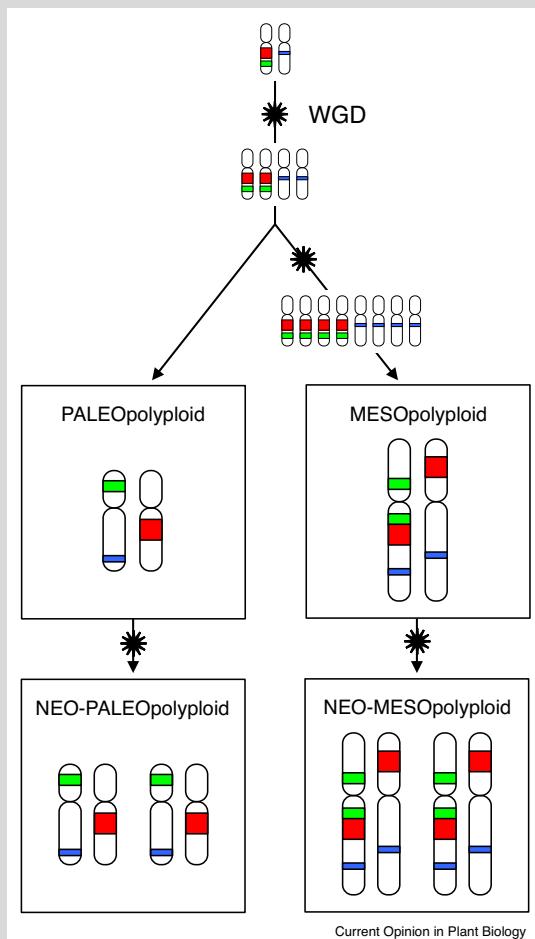 WGD
PALEOpolyploid
MESOpolyploid
NEO-PALEOpolyploid
NEO-MESOpolyploid
Current Opinion in Plant Biology